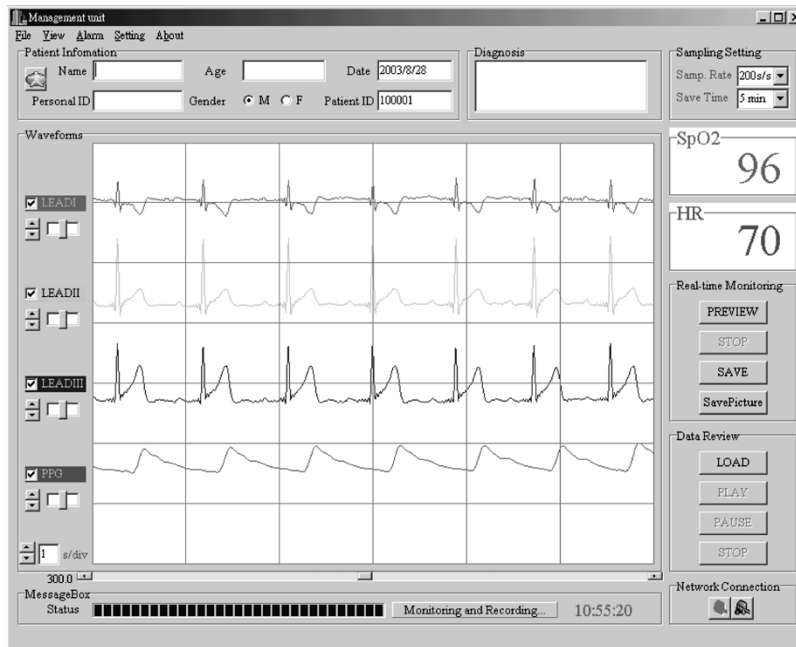 Management unit
File View Alarm Setting About
Patient Infomation
Name
Age
Date 2003/8/28
Personal ID
Gender M F
Patient ID 100001
Diagnosis
Sampling Setting
Samp. Rate 200s/s
Save Time 5 min
Waveforms
LEADI
LEADII
LEADIII
PPG
1 s/div
300.0
SpO2
96
HR
70
Real-time Monitoring
PREVIEW
STOP
SAVE
SavePicture
Data Review
LOAD
PLAY
PAUSE
STOP
MessageBox
Status Monitoring and Recording... 10:55:20
Network Connection